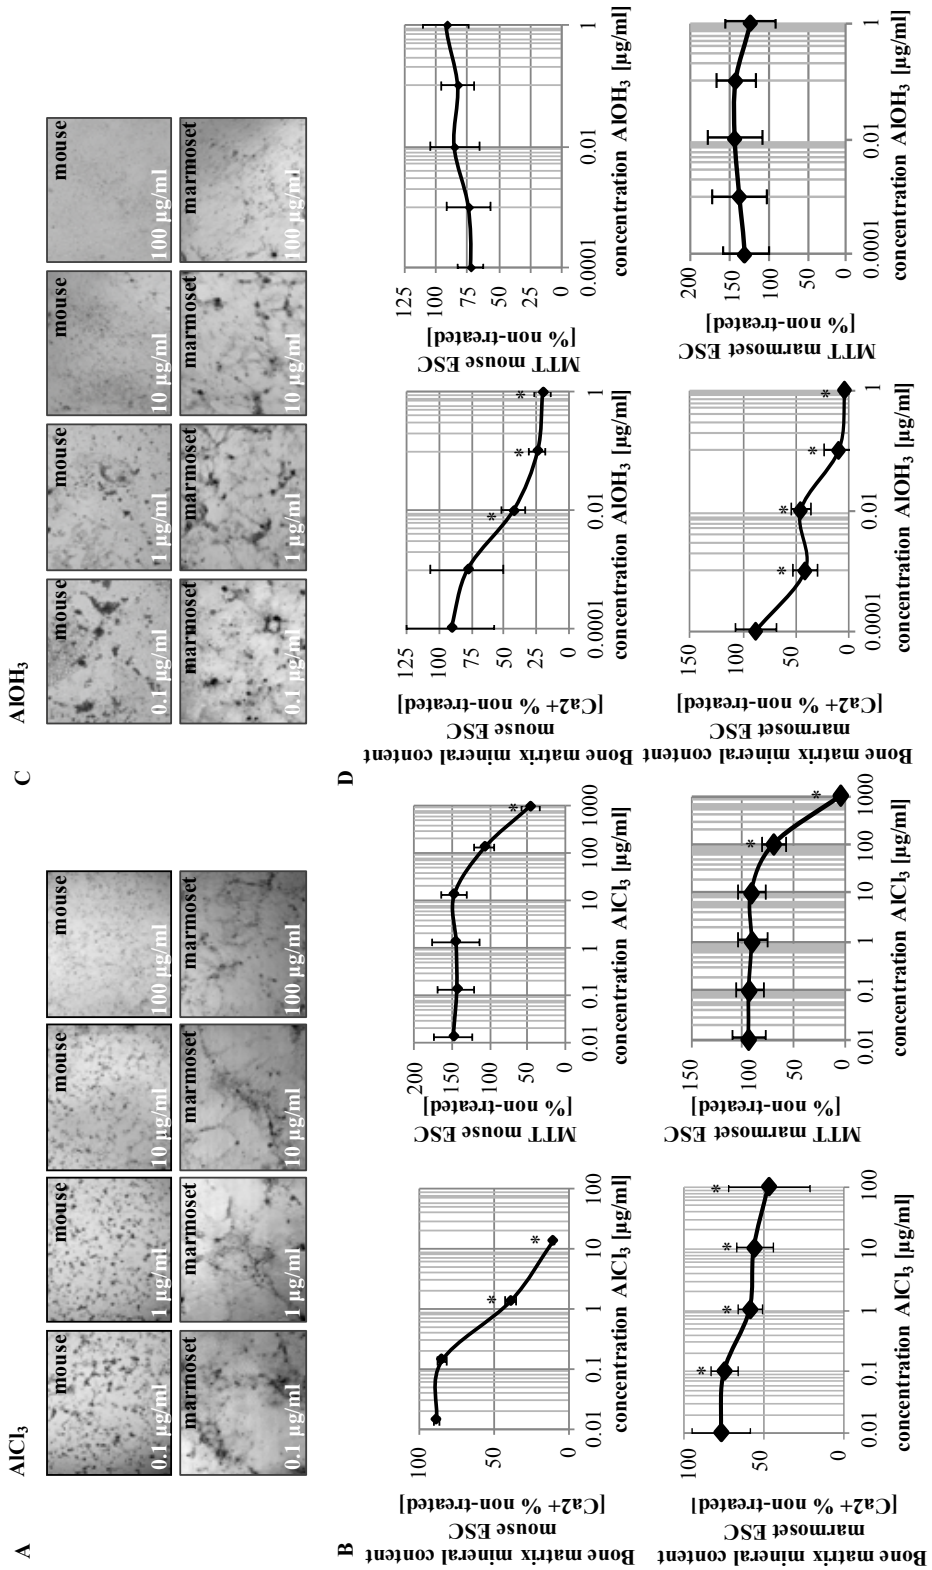 A
AlCl3
mouse
0.1 µg/ml
mouse
1 µg/ml
mouse
10 µg/ml
mouse
100 µg/ml
marmoset
0.1 µg/ml
marmoset
1 µg/ml
marmoset
10 µg/ml
marmoset
100 µg/ml
B
Bone matrix mineral content
mouse ESC
[Ca2+ % non-treated]
100
50
0
*
*
0.01 0.1 1 10 100
concentration AlCl3 [µg/ml]
MTT mouse ESC
[% non-treated]
200
150
100
50
0
*
0.01 0.1 1 10 100 1000
concentration AlCl3 [µg/ml]
Bone matrix mineral content
marmoset ESC
[Ca2+ % non-treated]
100
50
0
*
*
*
*
0.01 0.1 1 10 100
concentration AlCl3 [µg/ml]
MTT marmoset ESC
[% non-treated]
150
100
50
0
*
*
0.01 0.1 1 10 100 1000
concentration AlCl3 [µg/ml]
C
AlOH3
mouse
0.1 µg/ml
mouse
1 µg/ml
mouse
10 µg/ml
mouse
100 µg/ml
marmoset
0.1 µg/ml
marmoset
1 µg/ml
marmoset
10 µg/ml
marmoset
100 µg/ml
D
Bone matrix mineral content
mouse ESC
[Ca2+ % non-treated]
125
100
75
50
25
0
*
*
*
0.0001 0.01 1
concentration AlOH3 [µg/ml]
MTT mouse ESC
[% non-treated]
125
100
75
50
25
0
0.0001 0.01 1
concentration AlOH3 [µg/ml]
Bone matrix mineral content
marmoset ESC
[Ca2+ % non-treated]
150
100
50
0
*
*
*
*
0.0001 0.01 1
concentration AlOH3 [µg/ml]
MTT marmoset ESC
[% non-treated]
200
150
100
50
0
0.0001 0.01 1
concentration AlOH3 [µg/ml]